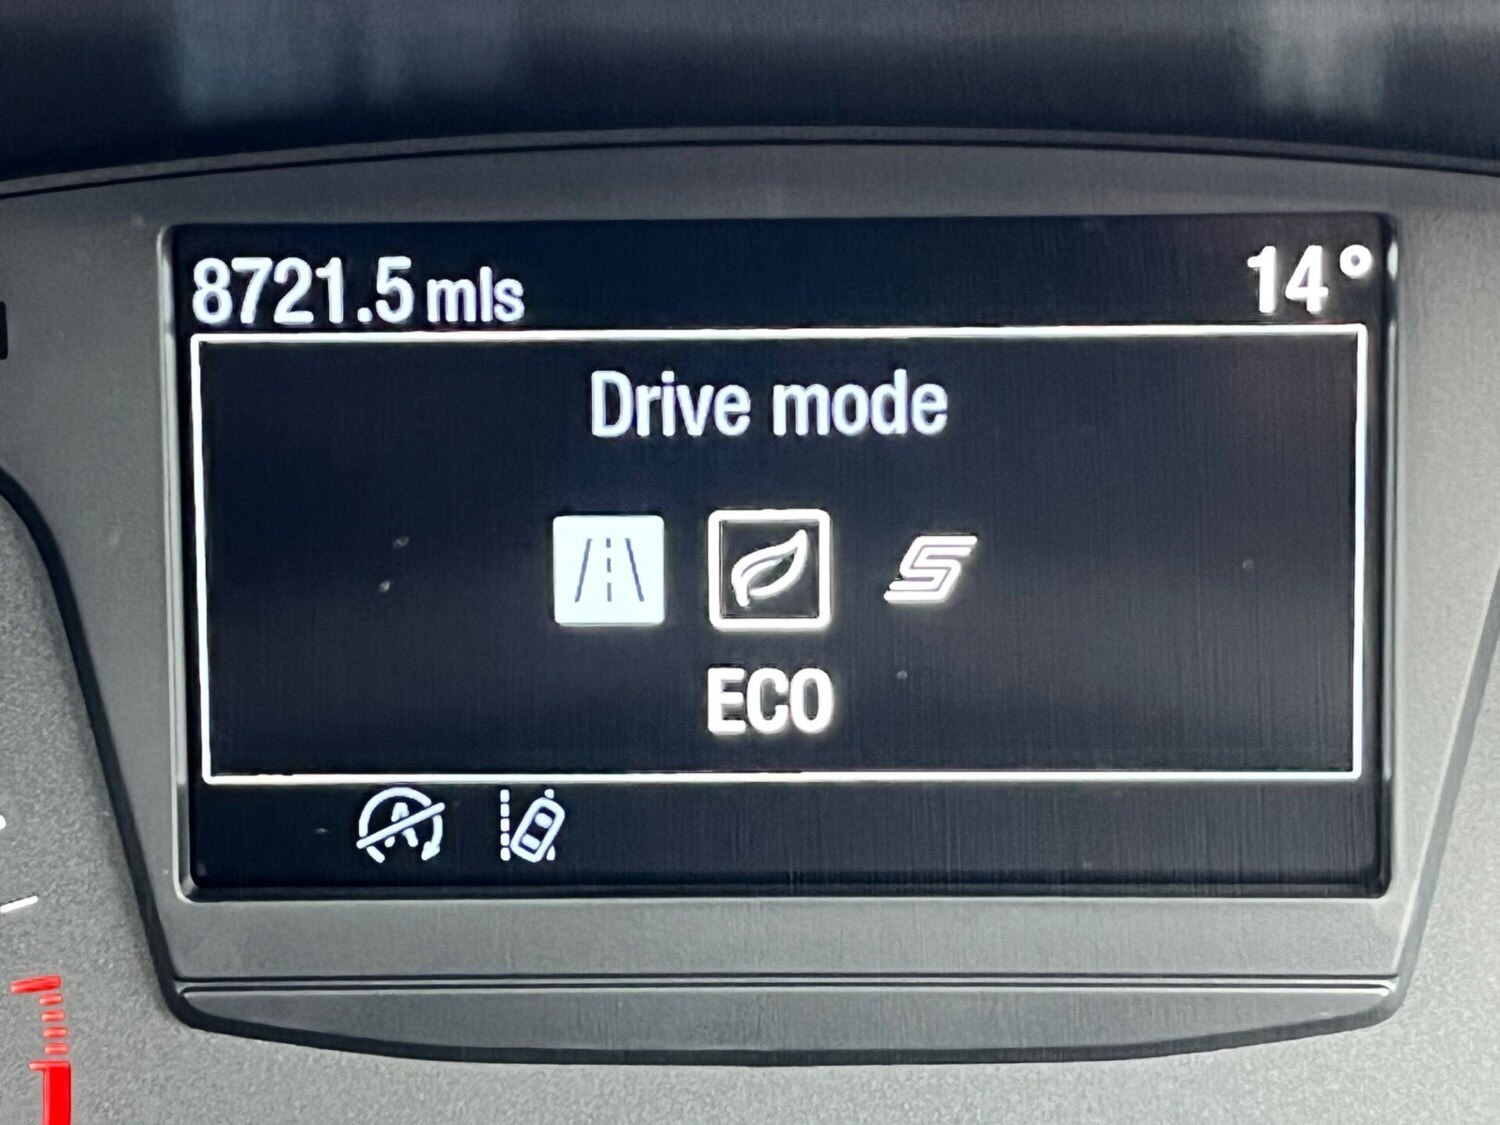 8721.5 mls 14°
Drive mode
S
ECO
A